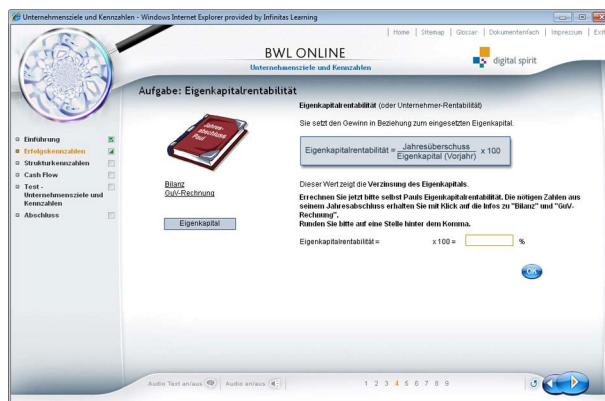 Unternehmensziele und Kennzahlen - Windows Internet Explorer provided by Infinitas Learning
Home | Sitemap | Glossar | Dokumentenfach | Impressum | Exit
BWL ONLINE
Unternehmensziele und Kennzahlen
digital spirit
Aufgabe: Eigenkapitalrentabilität
Einführung
Erfolgskennzahlen
Strukturkennzahlen
Cash Flow
Test -
Unternehmensziele und
Kennzahlen
Abschluss
Jahres-
abschluss
Paul
Bilanz
GuV-Rechnung
Eigenkapital
Eigenkapitalrentabilität (oder Unternehmer-Rentabilität)
Sie setzt den Gewinn in Beziehung zum eingesetzten Eigenkapital.
Eigenkapitalrentabilität = Jahresüberschuss / Eigenkapital (Vorjahr) x 100
Dieser Wert zeigt die Verzinsung des Eigenkapitals.
Errechnen Sie jetzt bitte selbst Pauls Eigenkapitalrentabilität. Die nötigen Zahlen aus
seinem Jahresabschluss erhalten Sie mit Klick auf die Infos zu "Bilanz" und "GuV-
Rechnung".
Runden Sie bitte auf eine Stelle hinter dem Komma.
Eigenkapitalrentabilität = x 100 = %
OK
Audio Text an/aus | Audio an/aus
1 2 3 4 5 6 7 8 9